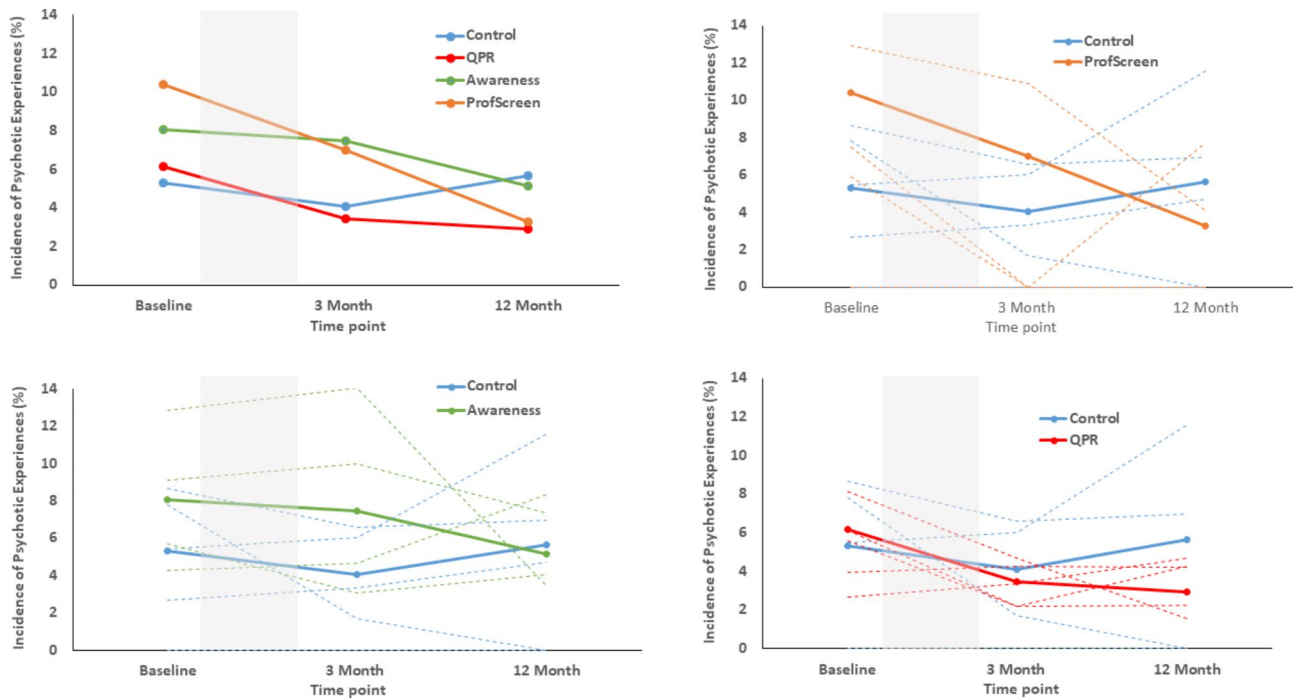 Incidence of Psychotic Experiences (%)
14
12
10
8
6
4
2
0
Control
QPR
Awareness
ProfScreen
Baseline
3 Month
12 Month
Time point
Incidence of Psychotic Experiences (%)
14
12
10
8
6
4
2
0
Control
ProfScreen
Baseline
3 Month
12 Month
Time point
Incidence of Psychotic Experiences (%)
14
12
10
8
6
4
2
0
Control
Awareness
Baseline
3 Month
12 Month
Time point
Incidence of Psychotic Experiences (%)
14
12
10
8
6
4
2
0
Control
QPR
Baseline
3 Month
12 Month
Time point